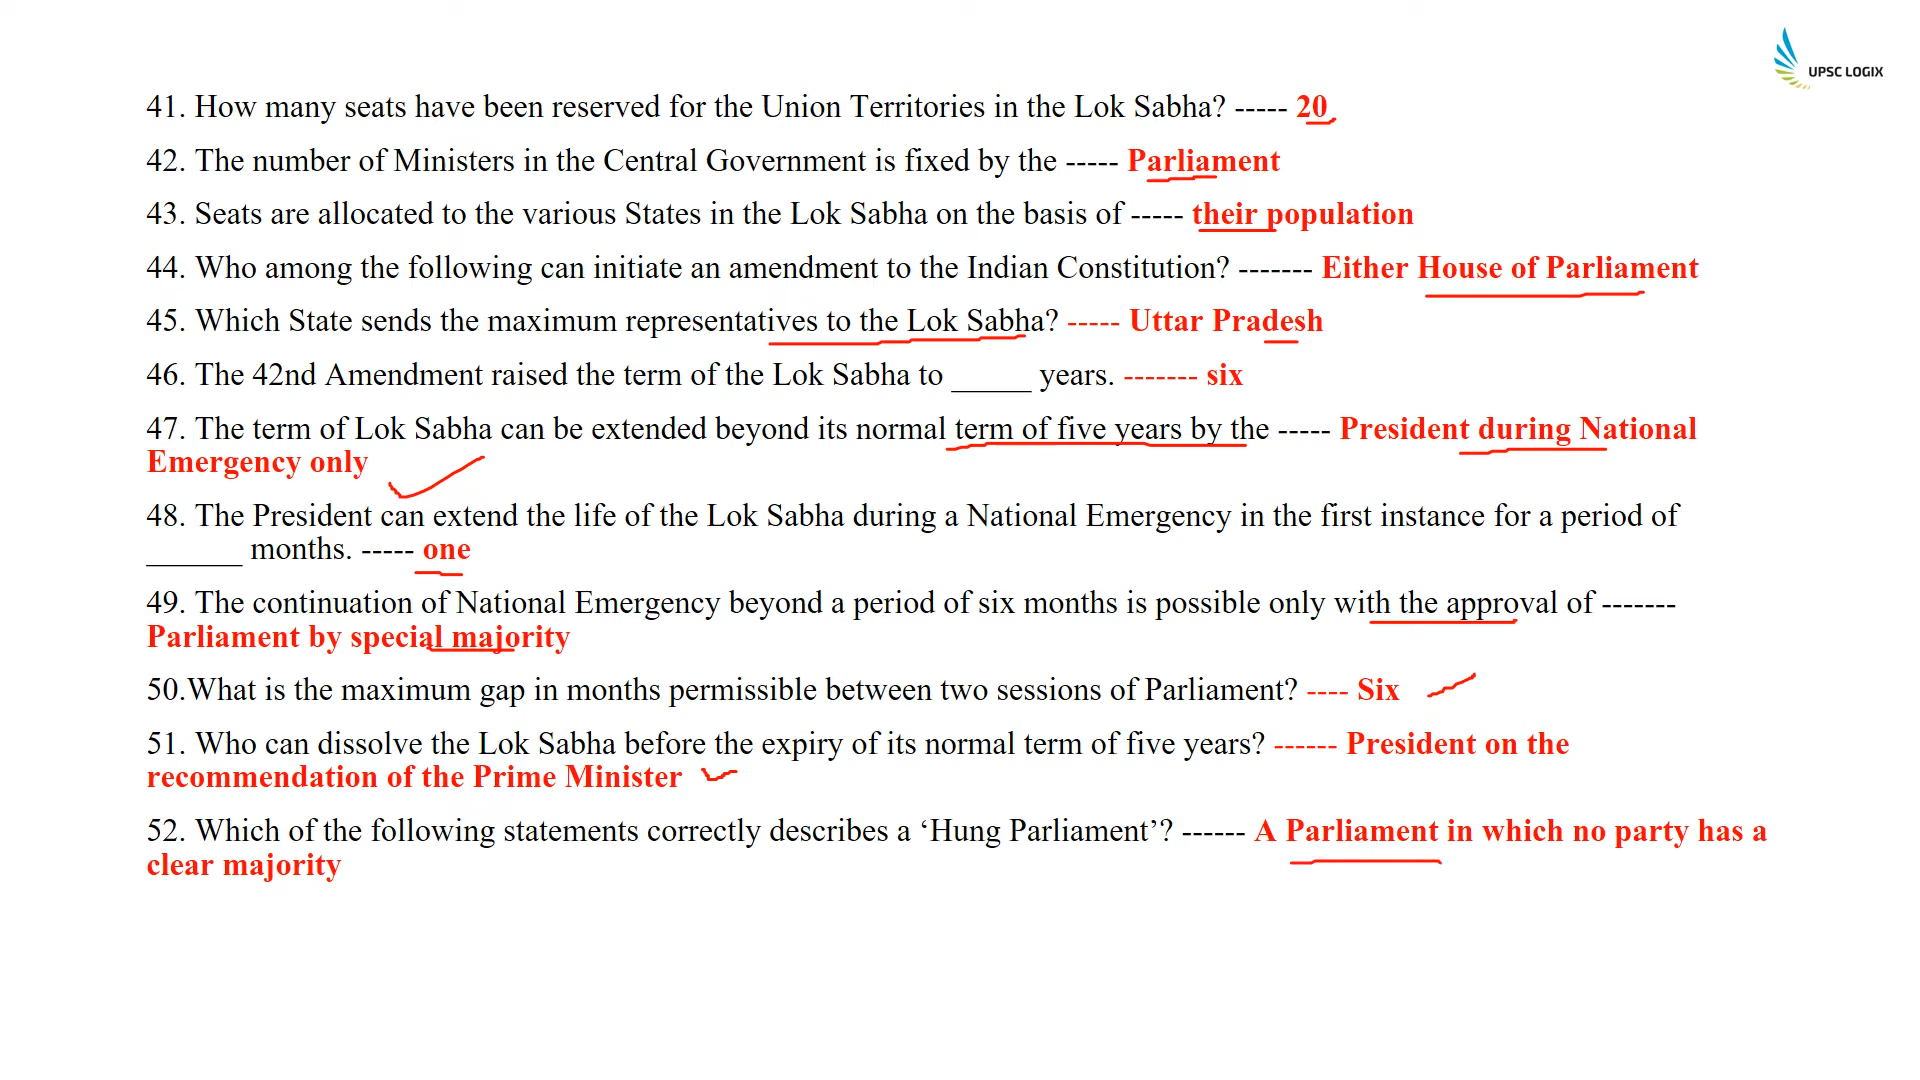 UPSC LOGIX
41. How many seats have been reserved for the Union Territories in the Lok Sabha? ----- 20
42. The number of Ministers in the Central Government is fixed by the ----- Parliament
43. Seats are allocated to the various States in the Lok Sabha on the basis of ----- their population
44. Who among the following can initiate an amendment to the Indian Constitution? ------- Either House of Parliament
45. Which State sends the maximum representatives to the Lok Sabha? ----- Uttar Pradesh
46. The 42nd Amendment raised the term of the Lok Sabha to _____ years. ------- six
47. The term of Lok Sabha can be extended beyond its normal term of five years by the ----- President during National
Emergency only
48. The President can extend the life of the Lok Sabha during a National Emergency in the first instance for a period of
______ months. ----- one
49. The continuation of National Emergency beyond a period of six months is possible only with the approval of -------
Parliament by special majority
50.What is the maximum gap in months permissible between two sessions of Parliament? ---- Six
51. Who can dissolve the Lok Sabha before the expiry of its normal term of five years? ------ President on the
recommendation of the Prime Minister
52. Which of the following statements correctly describes a ‘Hung Parliament’? ------ A Parliament in which no party has a
clear majority